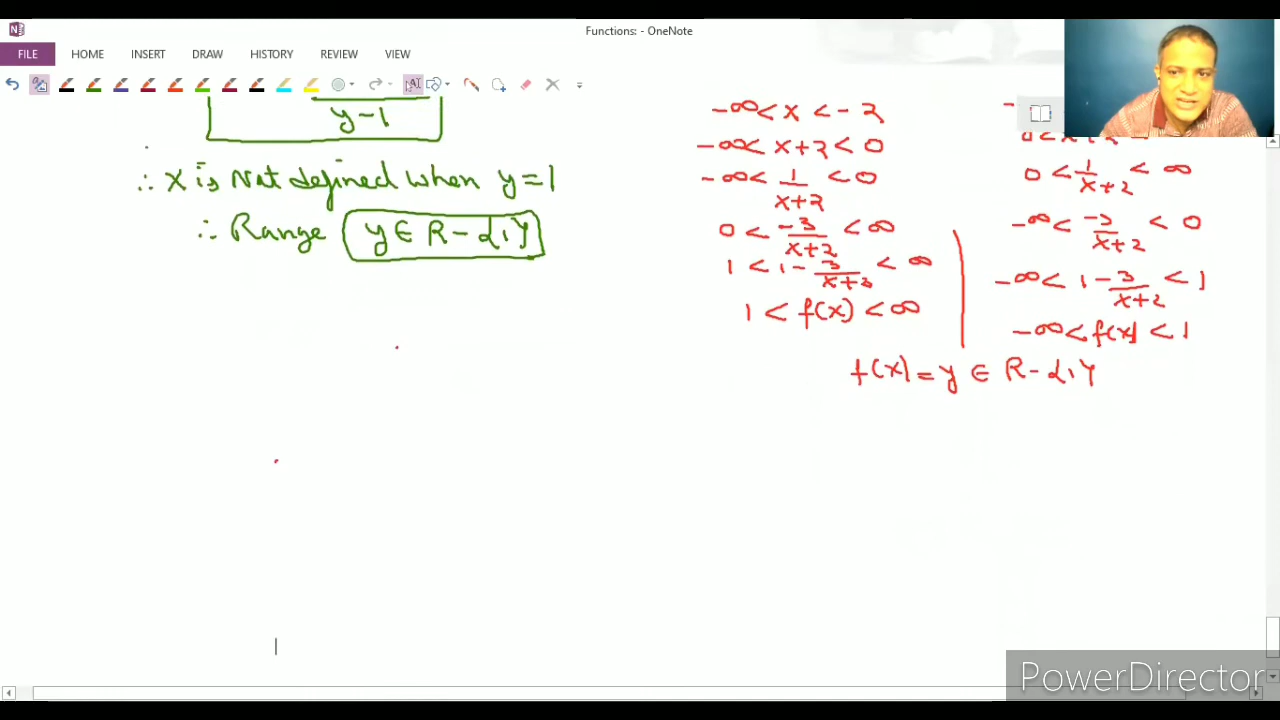 Functions: - OneNote
FILE HOME INSERT DRAW HISTORY REVIEW VIEW
y-1
∴ X is Not defined when y=1
∴ Range y ∈ R - {1}
-∞ < x < -2
-∞ < x+2 < 0
-∞ < 1/(x+2) < 0
0 < -3/(x+2) < ∞
1 < 1 - 3/(x+2) < ∞
1 < f(x) < ∞
0 < 1/(x+2) < ∞
-∞ < -3/(x+2) < 0
-∞ < 1 - 3/(x+2) < 1
-∞ < f(x) < 1
f(x) = y ∈ R - {1}
PowerDirector